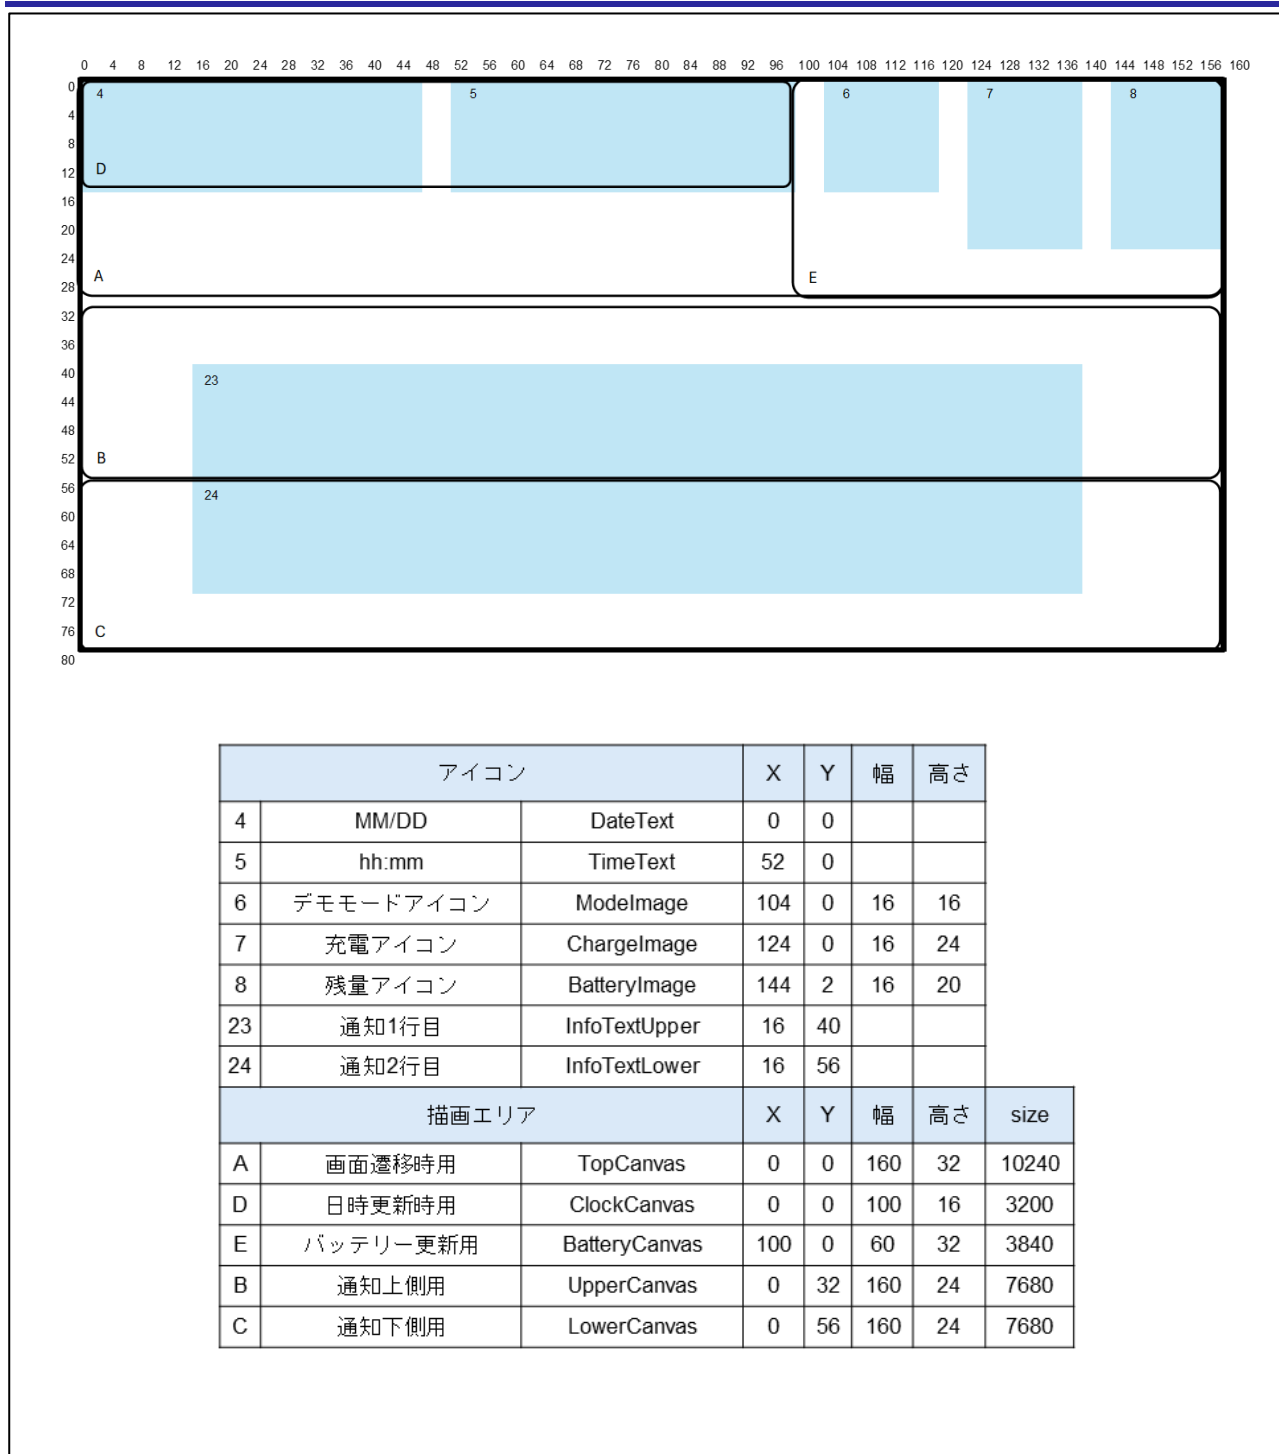 0 4 8 12 16 20 24 28 32 36 40 44 48 52 56 60 64 68 72 76 80 84 88 92 96 100 104 108 112 116 120 124 128 132 136 140 144 148 152 156 160
0
4 5 6 7 8
4
8
12 D
16
20
24
A E
28
32
36
40
23
44
48
52 B
56
24
60
64
68
72
76 C
80
アイコン X Y 幅 高さ
4 MM/DD DateText 0 0
5 hh:mm TimeText 52 0
6 デモモードアイコン ModeImage 104 0 16 16
7 充電アイコン ChargeImage 124 0 16 24
8 残量アイコン BatteryImage 144 2 16 20
23 通知1行目 InfoTextUpper 16 40
24 通知2行目 InfoTextLower 16 56
描画エリア X Y 幅 高さ size
A 画面遷移時用 TopCanvas 0 0 160 32 10240
D 日時更新時用 ClockCanvas 0 0 100 16 3200
E バッテリー更新用 BatteryCanvas 100 0 60 32 3840
B 通知上側用 UpperCanvas 0 32 160 24 7680
C 通知下側用 LowerCanvas 0 56 160 24 7680